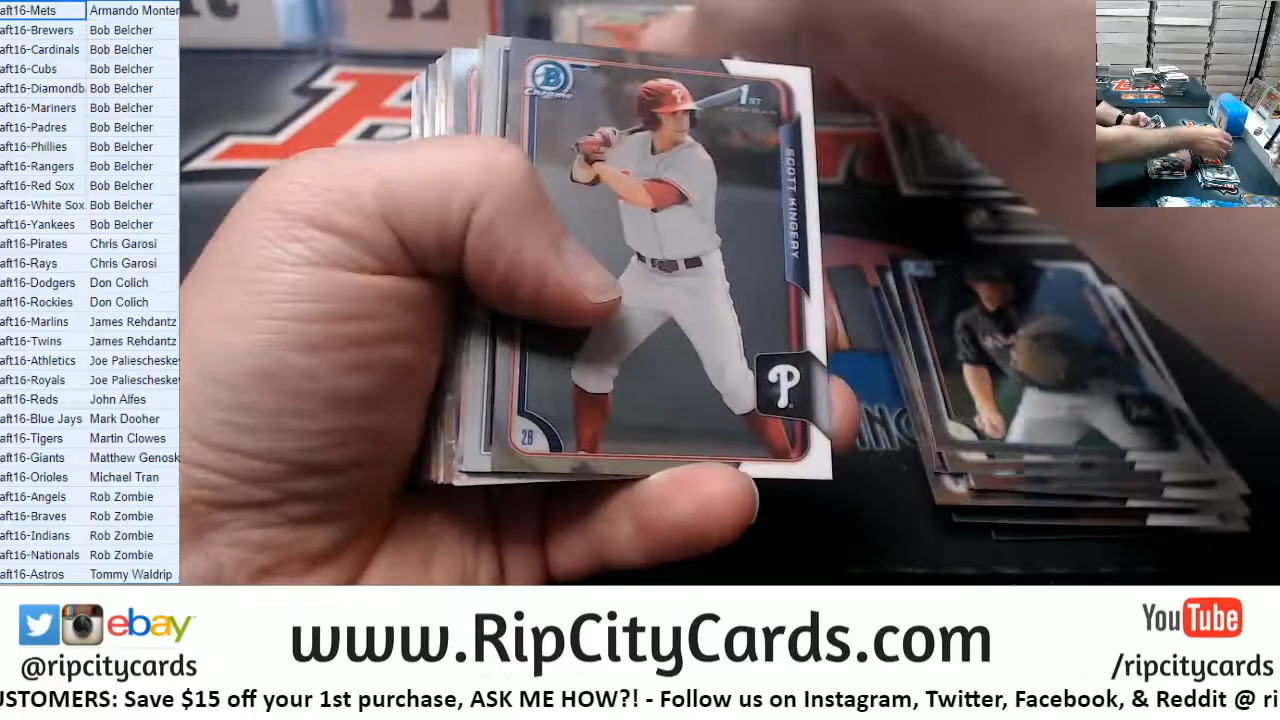 aft16-Mets Armando Monter
aft16-Brewers Bob Belcher
aft16-Cardinals Bob Belcher
aft16-Cubs Bob Belcher
aft16-Diamondb Bob Belcher
aft16-Mariners Bob Belcher
aft16-Padres Bob Belcher
aft16-Phillies Bob Belcher
aft16-Rangers Bob Belcher
aft16-Red Sox Bob Belcher
aft16-White Sox Bob Belcher
aft16-Yankees Bob Belcher
aft16-Pirates Chris Garosi
aft16-Rays Chris Garosi
aft16-Dodgers Don Colich
aft16-Rockies Don Colich
aft16-Marlins James Rehdantz
aft16-Twins James Rehdantz
aft16-Athletics Joe Paliescheskey
aft16-Royals Joe Paliescheskey
aft16-Reds John Alfes
aft16-Blue Jays Mark Dooher
aft16-Tigers Martin Clowes
aft16-Giants Matthew Genosk
aft16-Orioles Michael Tran
aft16-Angels Rob Zombie
aft16-Braves Rob Zombie
aft16-Indians Rob Zombie
aft16-Nationals Rob Zombie
aft16-Astros Tommy Waldrip
B
Chrome
1ST
SCOTT KINGERY
P
28
ebay
@ripcitycards
www.RipCityCards.com
YouTube
/ripcitycards
USTOMERS: Save $15 off your 1st purchase, ASK ME HOW?! - Follow us on Instagram, Twitter, Facebook, & Reddit @ ri